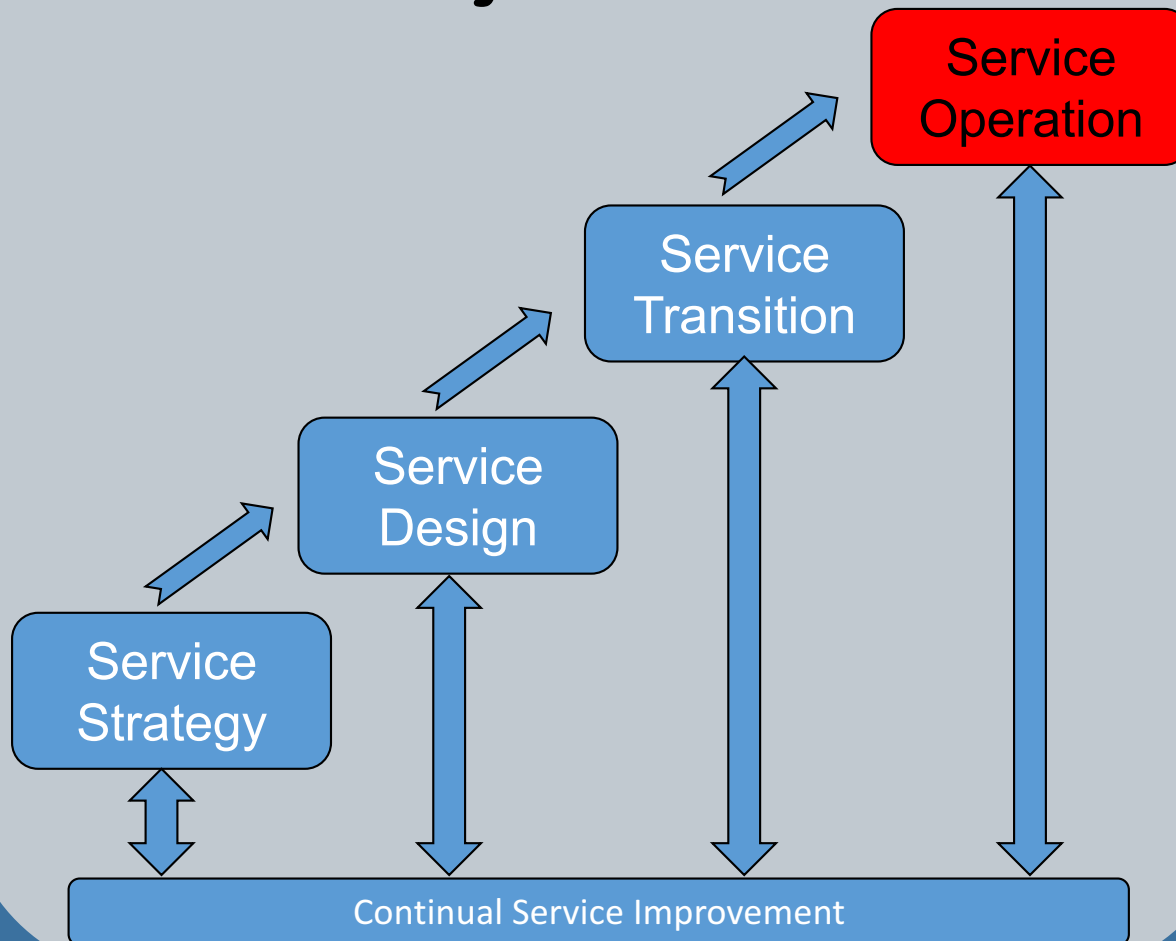 Service
Operation
Service
Transition
Service
Design
Service
Strategy
Continual Service Improvement